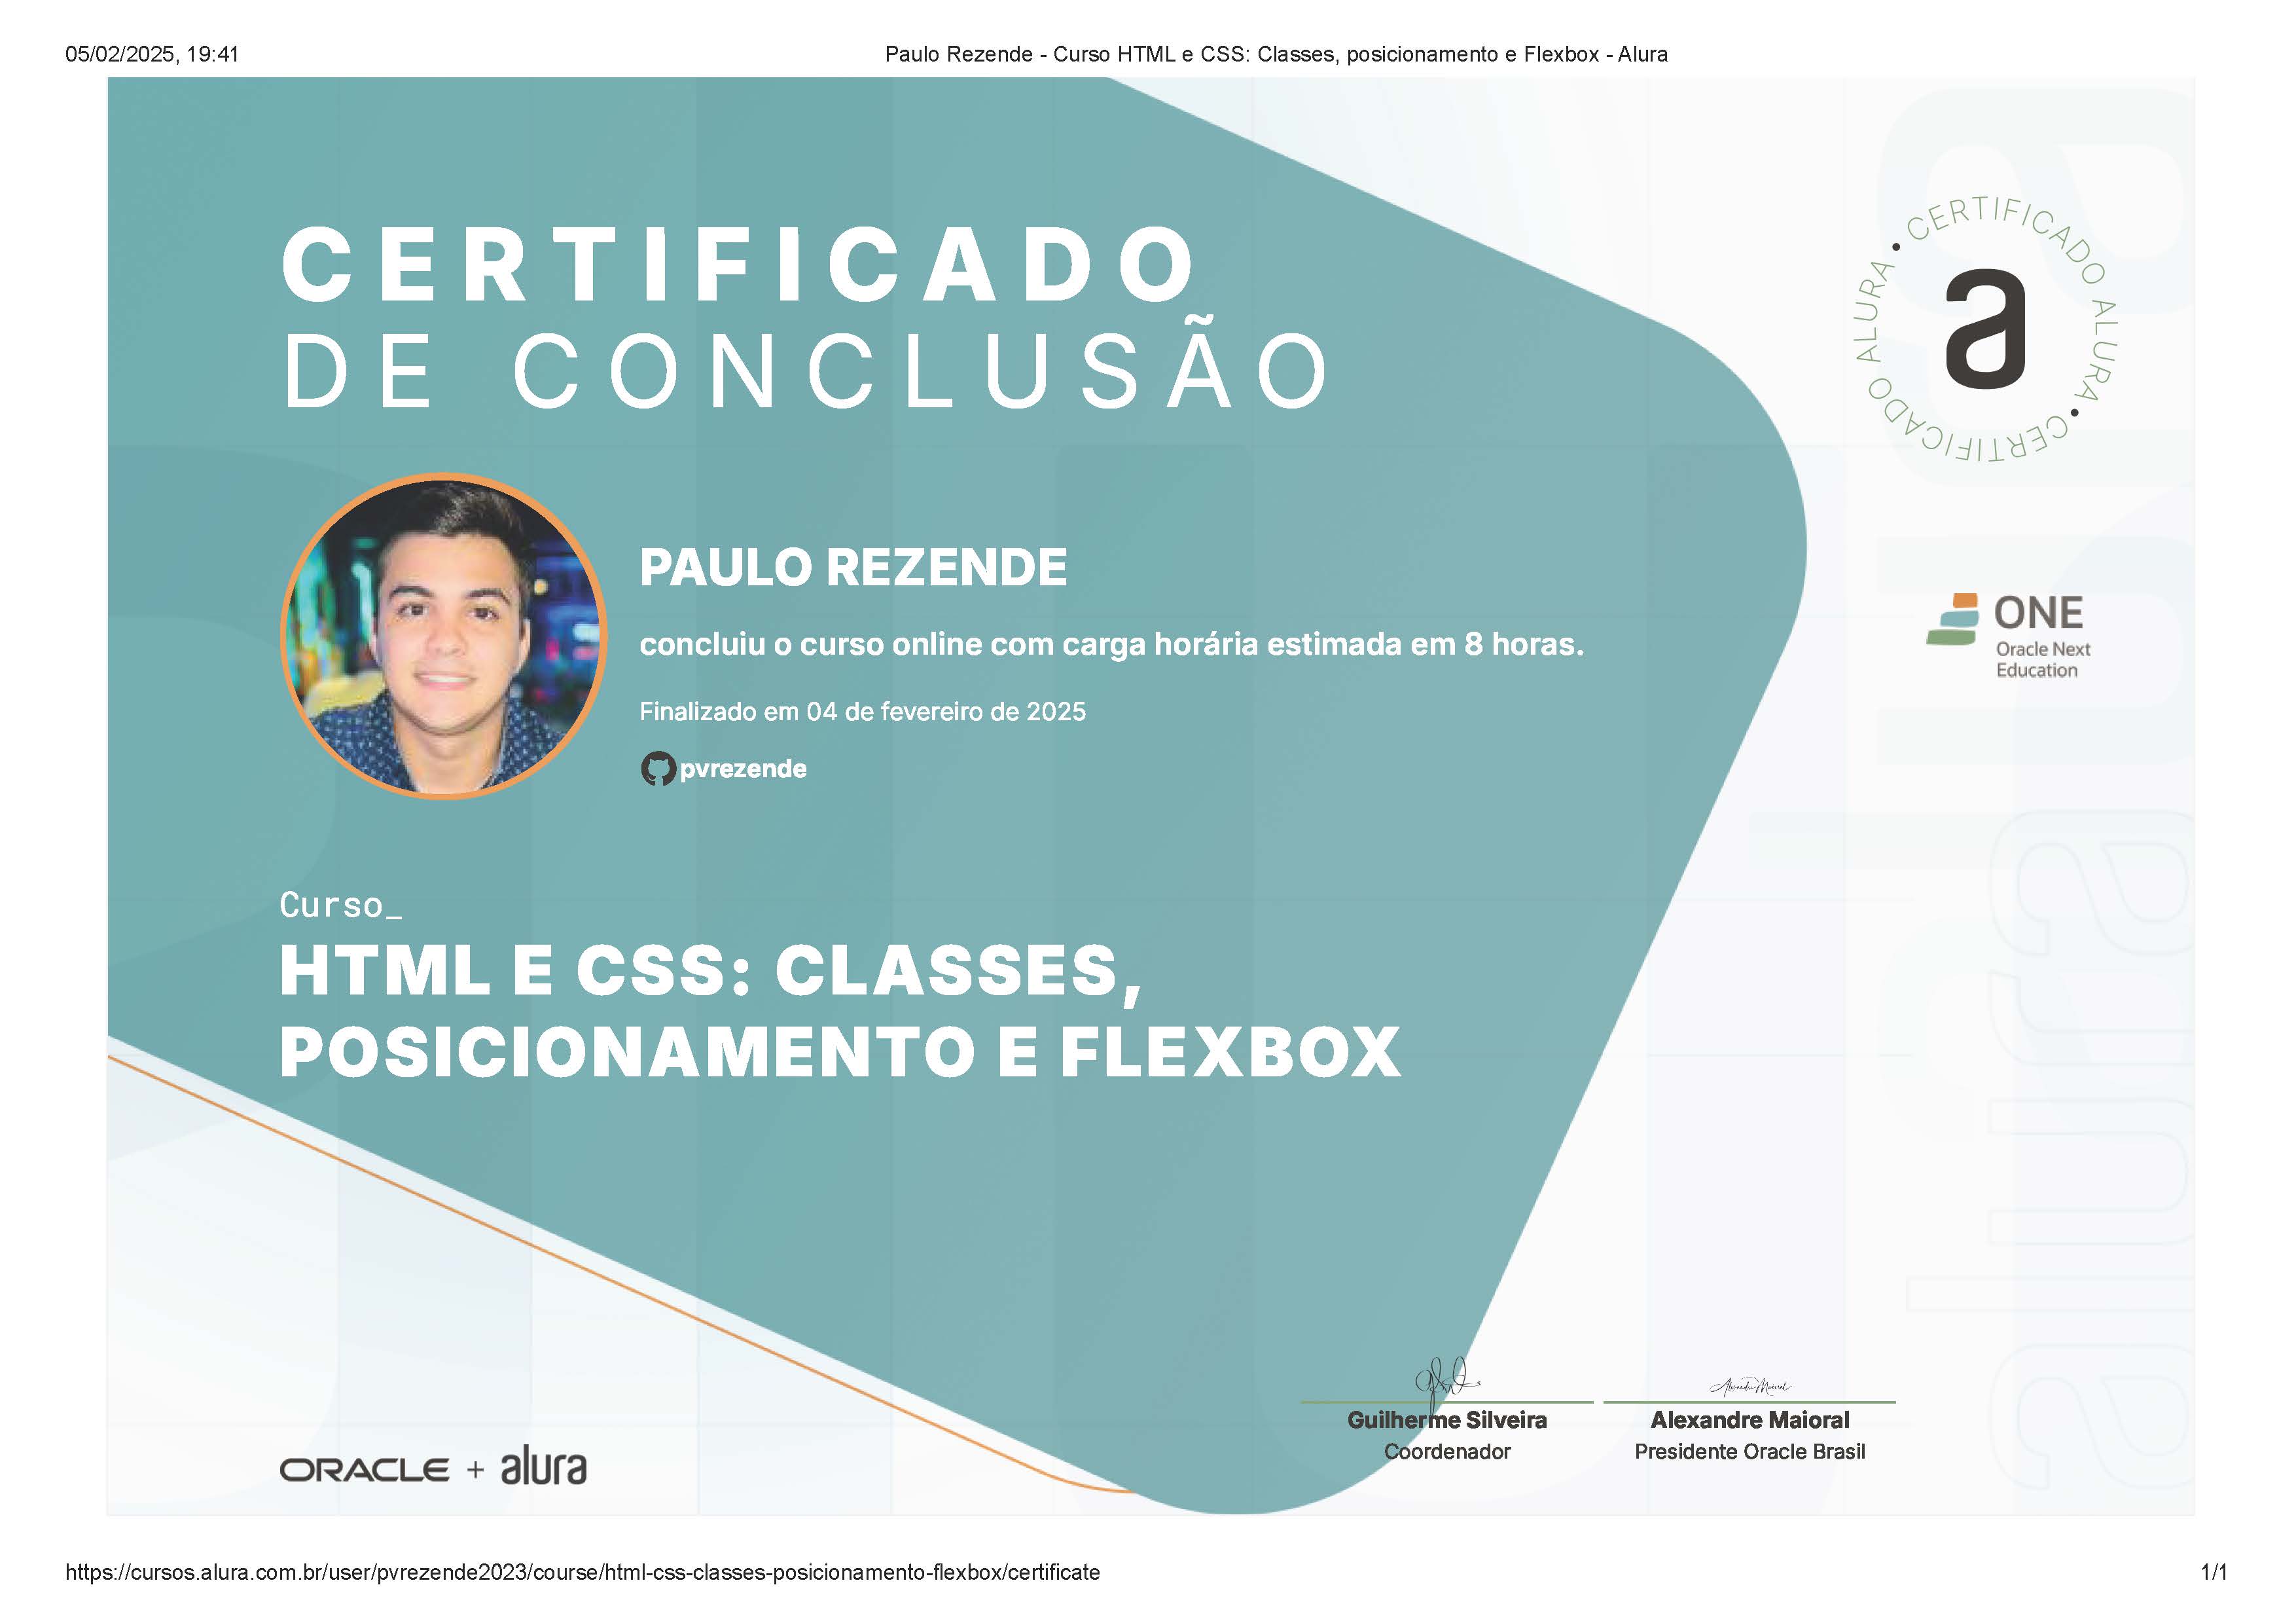 05/02/2025, 19:41
Paulo Rezende - Curso HTML e CSS: Classes, posicionamento e Flexbox - Alura
CERTIFICADO
DE CONCLUSÃO
• CERTIFICADO ALURA • CERTIFICADO ALURA
a
PAULO REZENDE
concluiu o curso online com carga horária estimada em 8 horas.
Finalizado em 04 de fevereiro de 2025
pvrezende
ONE
Oracle Next
Education
Curso_
HTML E CSS: CLASSES,
POSICIONAMENTO E FLEXBOX
alura
Guilherme Silveira
Coordenador
Alexandre Maioral
Presidente Oracle Brasil
ORACLE + alura
https://cursos.alura.com.br/user/pvrezende2023/course/html-css-classes-posicionamento-flexbox/certificate
1/1